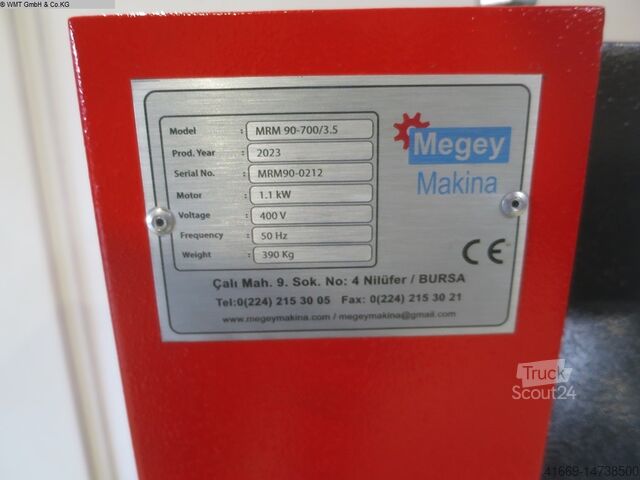 © WMT GmbH & Co.KG
Model : MRM 90-700/3.5
Prod. Year : 2023
Serial No. : MRM90-0212
Motor : 1.1 kW
Voltage : 400 V
Frequency : 50 Hz
Weight : 390 Kg
Megey
Makina
CE
Çalı Mah. 9. Sok. No: 4 Nilüfer / BURSA
Tel:0(224) 215 30 05 Fax: 0(224) 215 30 21
www.megeymakina.com / megeymakina@gmail.com
Truck
Scout24
41669-14738500